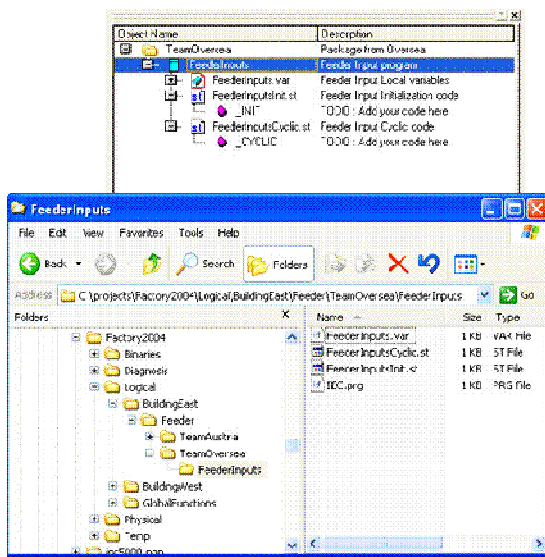 Object Name Description
TeamOversea Package from Oversea
FeederInputs Feeder Input program
FeederInputs.var Feeder Input Local variables
FeederInputsInit.st Feeder Input Initialization code
_INIT TODO : Add your code here
FeederInputsCyclic.st Feeder Input Cyclic code
_CYCLIC TODO : Add your code here
FeederInputs
File Edit View Favorites Tools Help
Back Search Folders
Address C:\projects\Factory2004\Logical\BuildingEast\Feeder\TeamOversea\FeederInputs Go
Folders X Name Size Type
Factory2004 FeederInputs.var 1 KB VAR File
Binaries FeederInputsCyclic.st 1 KB ST File
Diagnosis FeederInputsInit.st 1 KB ST File
Logical IEC.prg 1 KB PRG File
BuildingEast
Feeder
TeamAustria
TeamOversea
FeederInputs
BuildingWest
GlobalFunctions
Physical
Temp